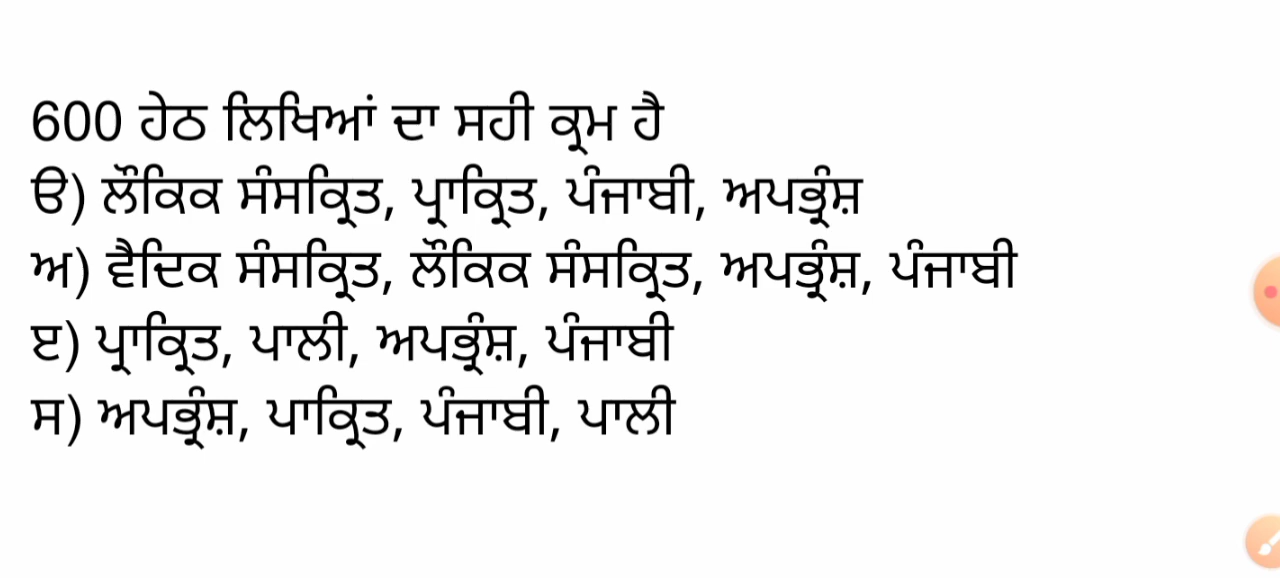 600 ਹੇਠ ਲਿਖਿਆਂ ਦਾ ਸਹੀ ਕ੍ਰਮ ਹੈ
ੳ) ਲੌਕਿਕ ਸੰਸਕ੍ਰਿਤ, ਪ੍ਰਾਕ੍ਰਿਤ, ਪੰਜਾਬੀ, ਅਪਭ੍ਰੰਸ਼
ਅ) ਵੈਦਿਕ ਸੰਸਕ੍ਰਿਤ, ਲੌਕਿਕ ਸੰਸਕ੍ਰਿਤ, ਅਪਭ੍ਰੰਸ਼, ਪੰਜਾਬੀ
ੲ) ਪ੍ਰਾਕ੍ਰਿਤ, ਪਾਲੀ, ਅਪਭ੍ਰੰਸ਼, ਪੰਜਾਬੀ
ਸ) ਅਪਭ੍ਰੰਸ਼, ਪਾਕ੍ਰਿਤ, ਪੰਜਾਬੀ, ਪਾਲੀ